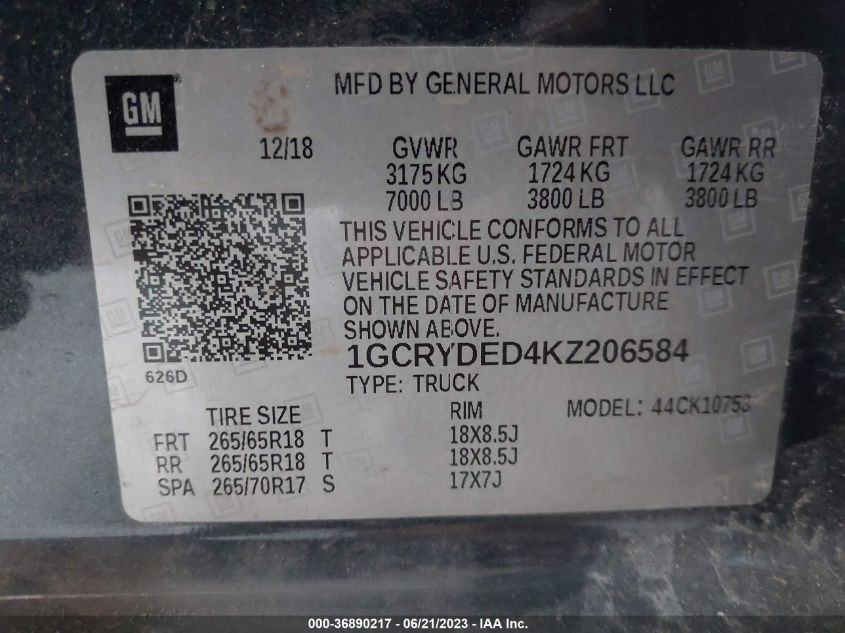 GM
MFD BY GENERAL MOTORS LLC
12/18 GVWR GAWR FRT GAWR RR
3175 KG 1724 KG 1724 KG
7000 LB 3800 LB 3800 LB
THIS VEHICLE CONFORMS TO ALL
APPLICABLE U.S. FEDERAL MOTOR
VEHICLE SAFETY STANDARDS IN EFFECT
ON THE DATE OF MANUFACTURE
SHOWN ABOVE.
1GCRYDED4KZ206584
626D
TYPE: TRUCK
TIRE SIZE RIM MODEL: 44CK10753
FRT 265/65R18 T 18X8.5J
RR 265/65R18 T 18X8.5J
SPA 265/70R17 S 17X7J
000-36890217 - 06/21/2023 - © IAA Inc.